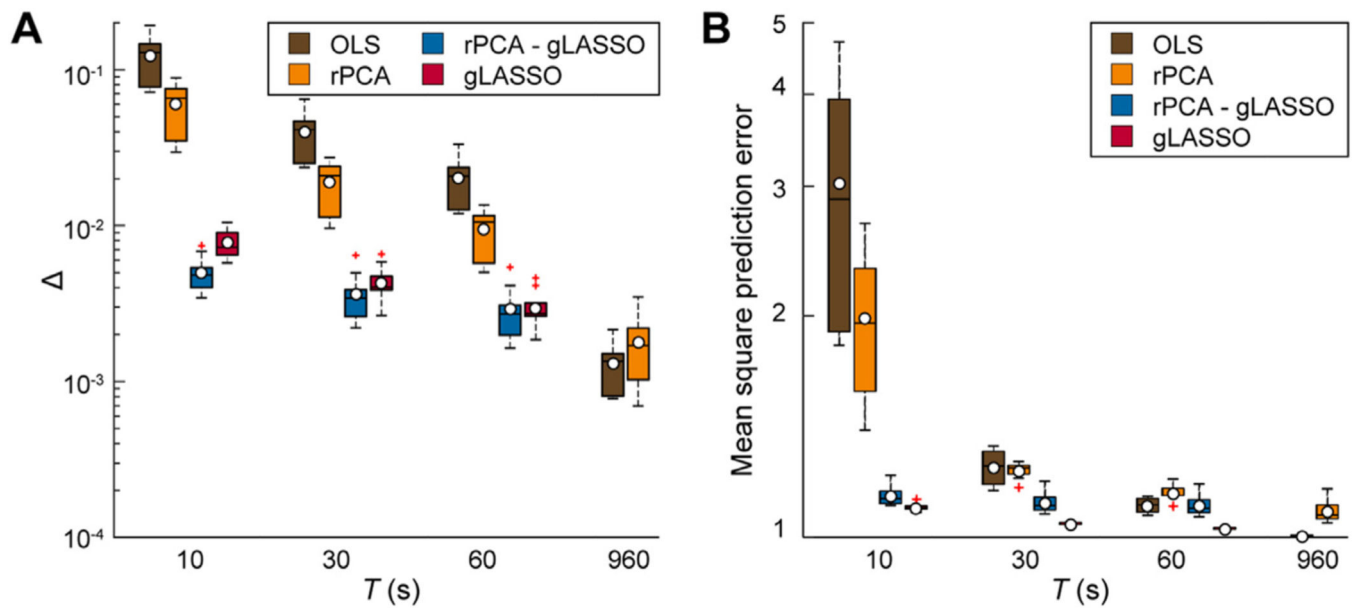 A
OLS
rPCA - gLASSO
rPCA
gLASSO
10-1
10-2
10-3
10-4
Δ
10
30
60
960
T (s)
B
OLS
rPCA
rPCA - gLASSO
gLASSO
5
4
3
2
1
Mean square prediction error
10
30
60
960
T (s)